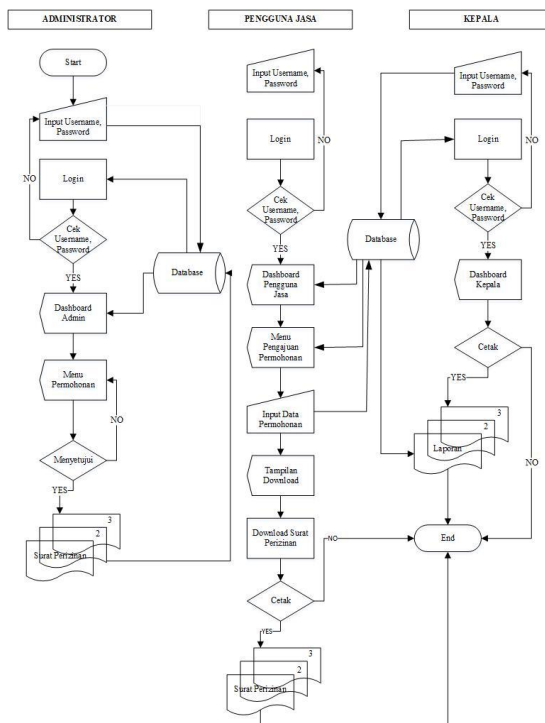 ADMINISTRATOR
Start
Input Username,
Password
Login
NO
Cek
Username,
Password
YES
Dashboard
Admin
Menu
Permohonan
NO
Menyetujui
YES
3
2
Surat Perizinan
Database
PENGGUNA JASA
Input Username,
Password
Login
NO
Cek
Username,
Password
YES
Dashboard
Pengguna
Jasa
Menu
Pengajuan
Permohonan
Input Data
Permohonan
Tampilan
Download
Download Surat
Perizinan
Cetak
NO
YES
3
2
Surat Perizinan
Database
KEPALA
Input Username,
Password
Login
NO
Cek
Username,
Password
YES
Dashboard
Kepala
Cetak
YES
NO
3
2
Laporan
End